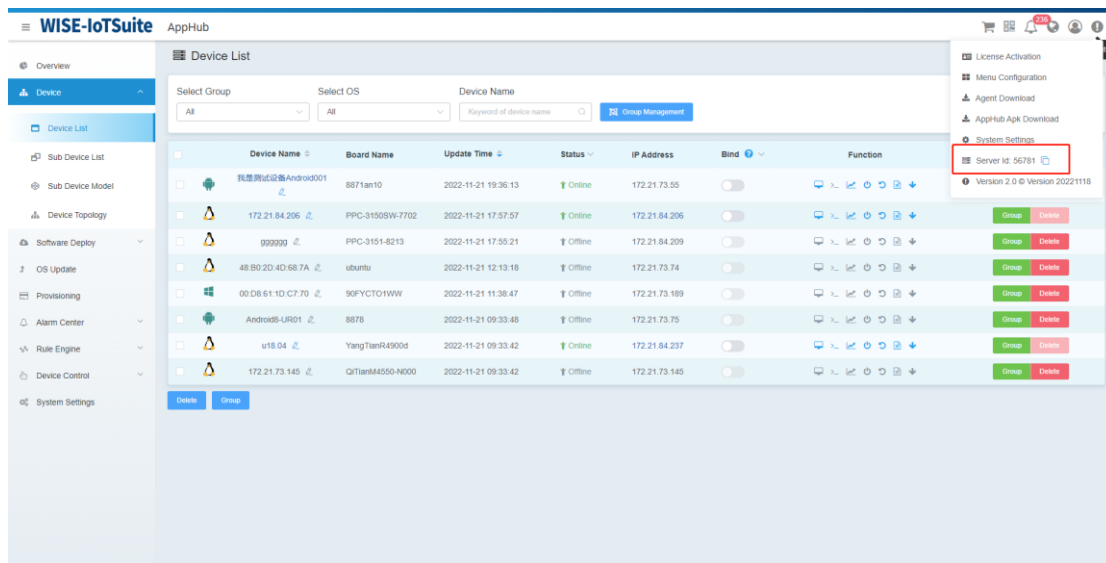 WISE-IoTSuite AppHub 236
Overview
Device
Device List
Sub Device List
Sub Device Model
Device Topology
Software Deploy
OS Update
Provisioning
Alarm Center
Rule Engine
Device Control
System Settings
Device List
Select Group Select OS Device Name
All All Keyword of device name Group Management
Device Name Board Name Update Time Status IP Address Bind Function
我是测试设备Android001 8871an10 2022-11-21 19:36:13 Online 172.21.73.55
172.21.84.206 PPC-3150SW-7702 2022-11-21 17:57:57 Online 172.21.84.206 Group Delete
gggggg PPC-3151-8213 2022-11-21 17:55:21 Offline 172.21.84.209 Group Delete
48:B0:2D:4D:68:7A ubuntu 2022-11-21 12:13:18 Offline 172.21.73.74 Group Delete
00:D8:61:1D:C7:70 90FYCTO1WW 2022-11-21 11:38:47 Offline 172.21.73.189 Group Delete
Android8-UR01 8878 2022-11-21 09:33:48 Offline 172.21.73.75 Group Delete
u18.04 YangTianR4900d 2022-11-21 09:33:42 Online 172.21.84.237 Group Delete
172.21.73.145 QiTianM4550-N000 2022-11-21 09:33:42 Offline 172.21.73.145 Group Delete
Delete Group
License Activation
Menu Configuration
Agent Download
AppHub Apk Download
System Settings
Server Id: 56781
Version 2.0 © Version 20221118